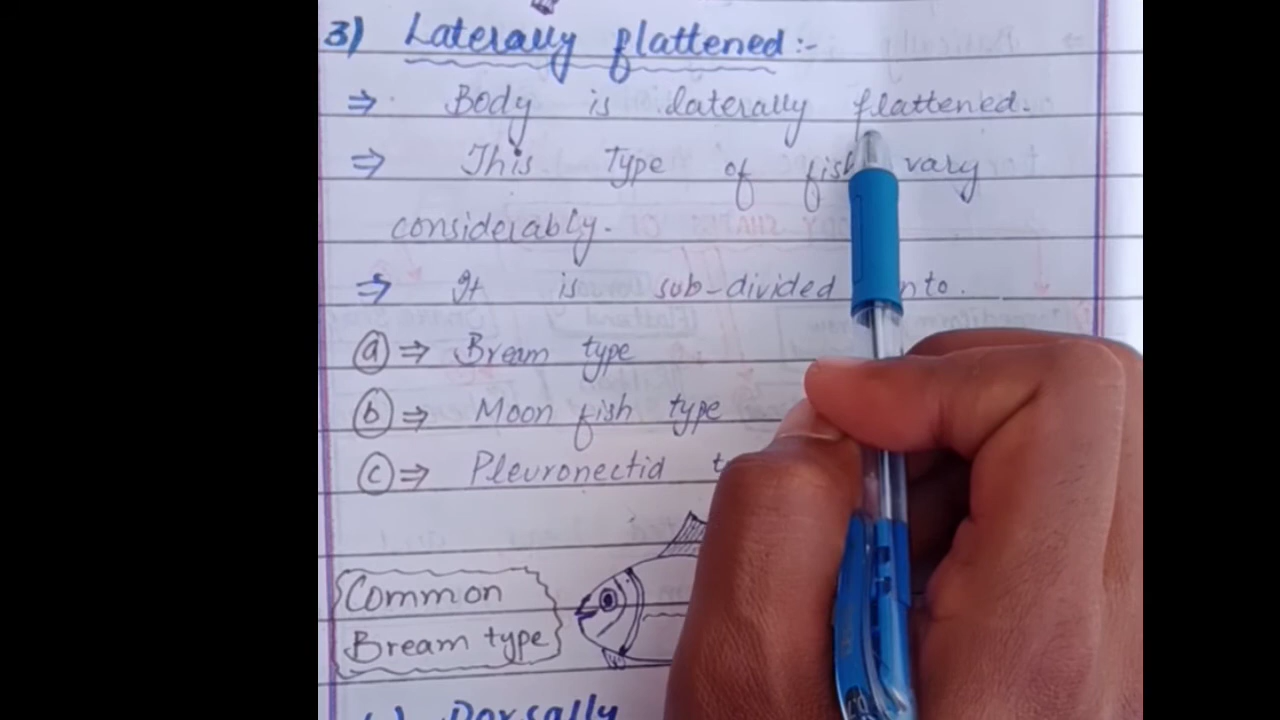 3) Laterally flattened:-
⇒ Body is laterally flattened.
⇒ This Type of fish vary
considerably.
⇒ It is sub-divided nto.
ⓐ ⇒ Bream type
ⓑ ⇒ Moon fish type
ⓒ ⇒ Pleuronectid t
Common
Bream type
Dorsally